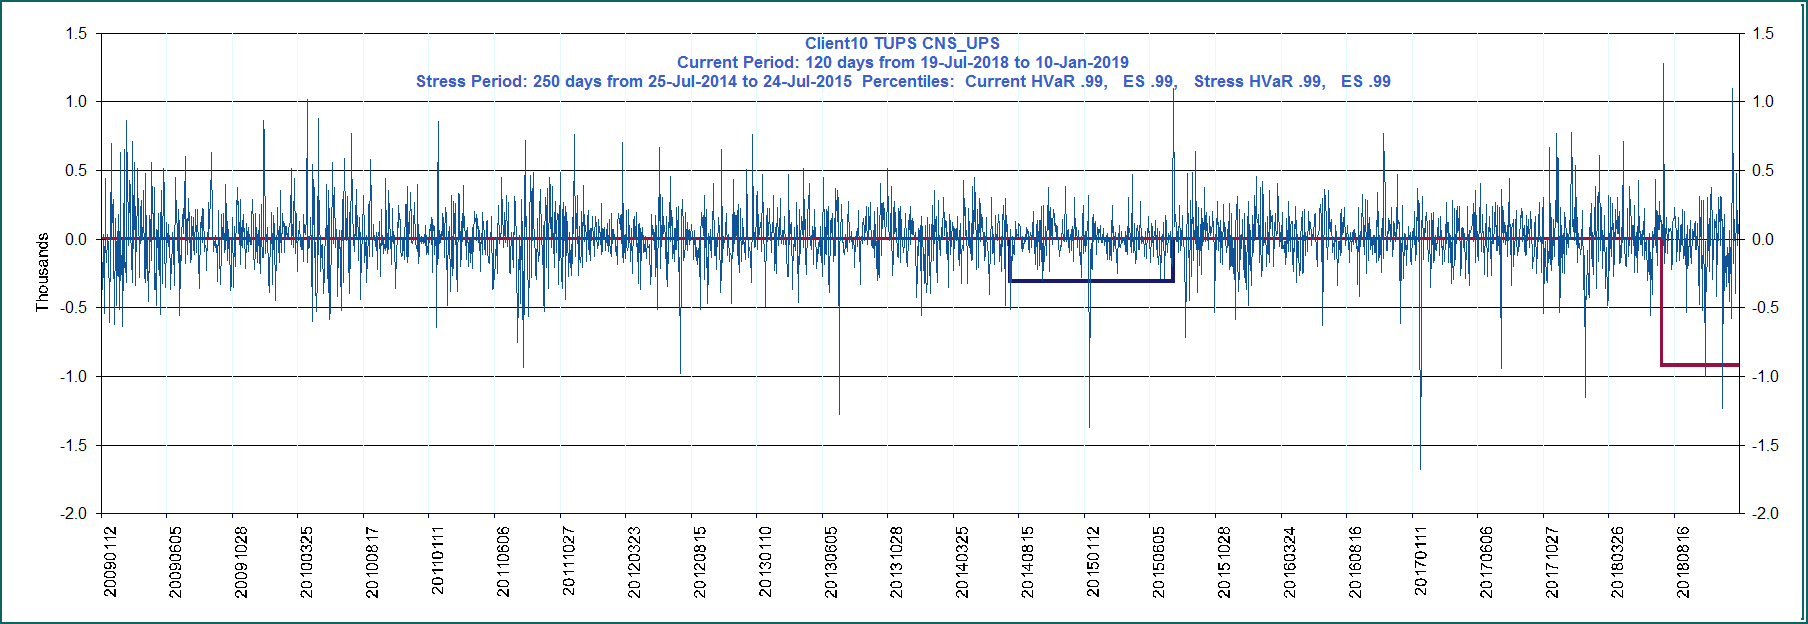 Client10 TUPS CNS_UPS
Current Period: 120 days from 19-Jul-2018 to 10-Jan-2019
Stress Period: 250 days from 25-Jul-2014 to 24-Jul-2015  Percentiles:  Current HVaR .99,   ES .99,   Stress HVaR .99,   ES .99
1.5 1.5
1.0 1.0
0.5 0.5
0.0 0.0
-0.5 -0.5
-1.0 -1.0
-1.5 -1.5
-2.0 -2.0
Thousands
20090112 20090605 20091028 20100325 20100817 20110111 20110606 20111027 20120323 20120815 20130110 20130605 20131028 20140325 20140815 20150112 20150605 20151028 20160324 20160816 20170111 20170606 20171027 20180326 20180816